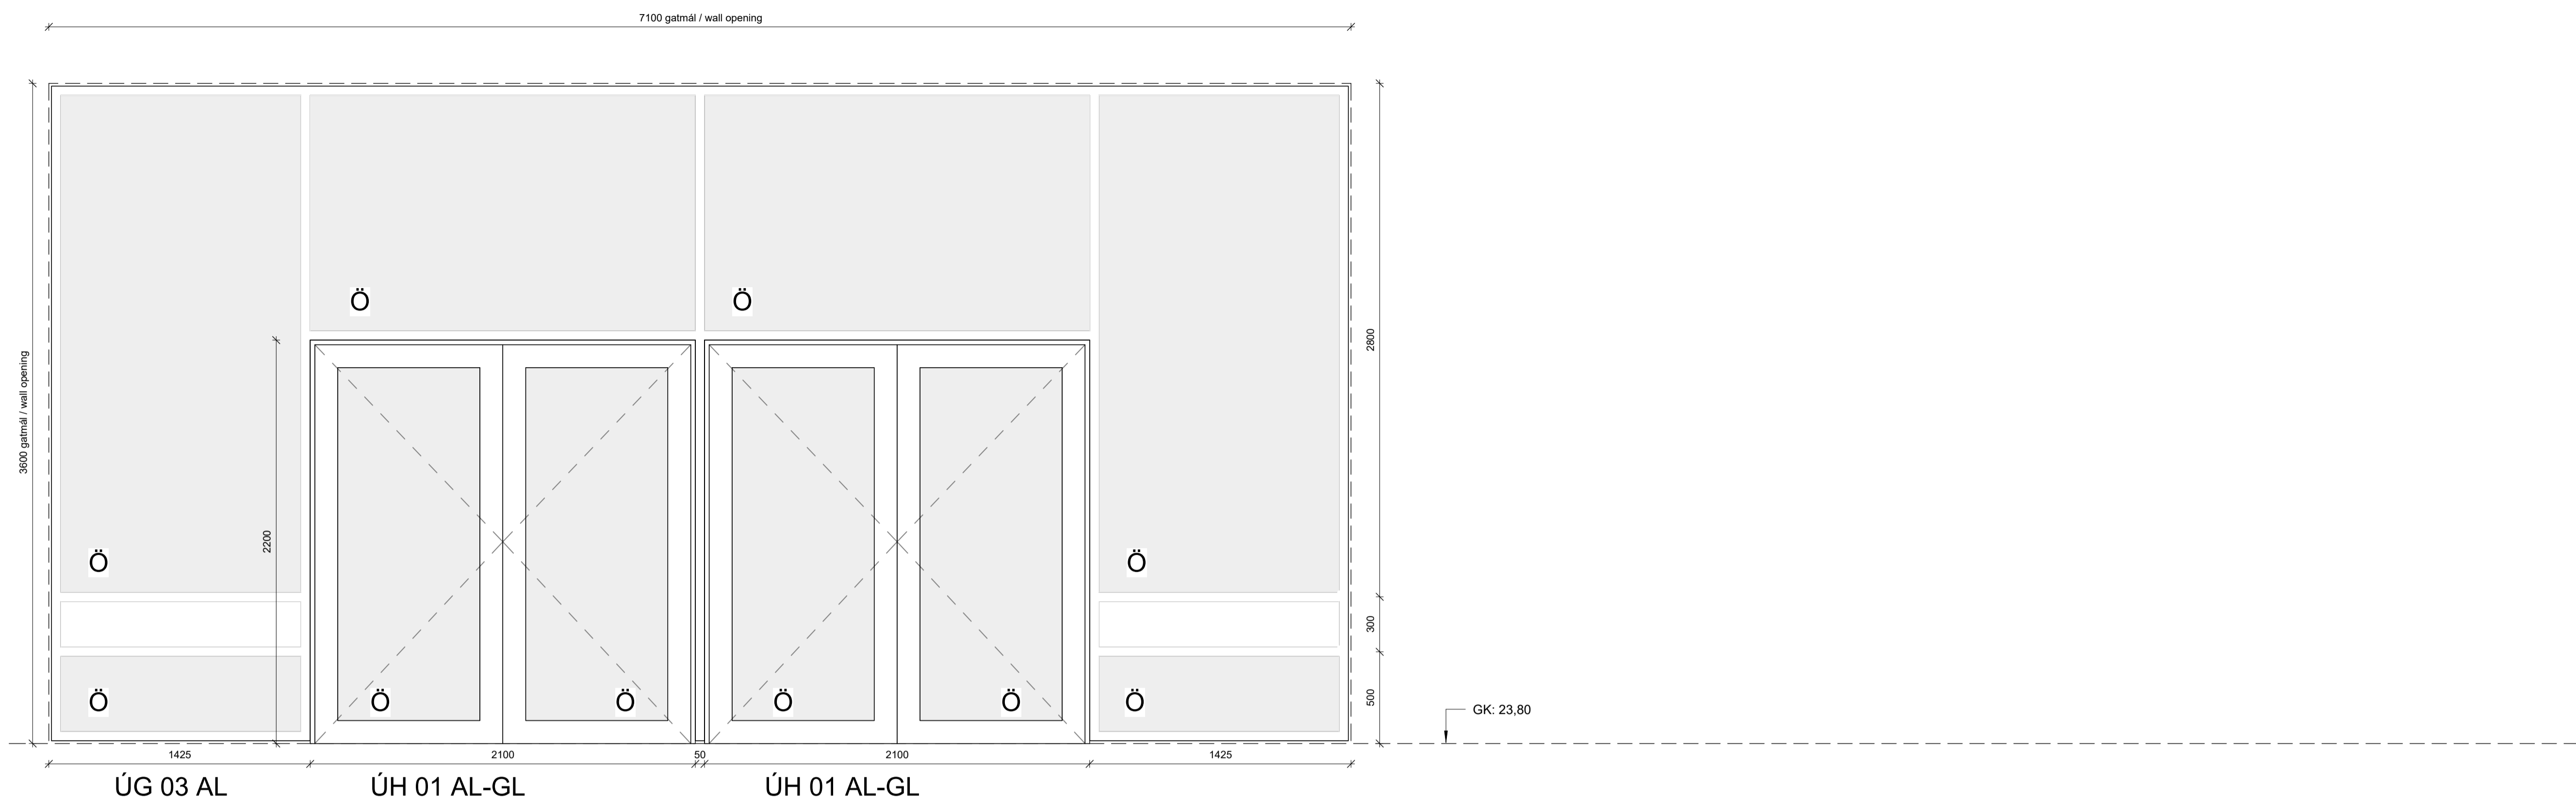 7100 gatmál / wall opening
3600 gatmál / wall opening
Ö
Ö
2800
2200
Ö
Ö
300
500
Ö
Ö
Ö
Ö
Ö
Ö
GK: 23,80
1425
2100
50
2100
1425
ÚG 03 AL
ÚH 01 AL-GL
ÚH 01 AL-GL